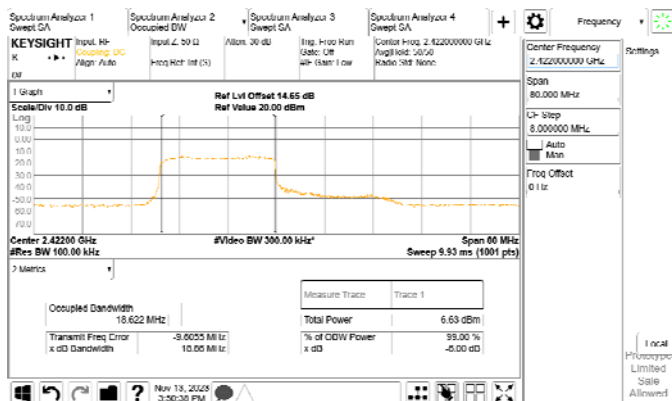 Spectrum Analyzer 1
Swept SA
Spectrum Analyzer 2
Occupied BW
Spectrum Analyzer 3
Swept SA
Spectrum Analyzer 4
Swept SA
+
Frequency
KEYSIGHT
Input: RF
Coupling: DC
Align: Auto
Input Z: 50 Ω
Freq Ref: Int (S)
Atten: 30 dB
Trig: Free Run
Gate: Off
#IF Gain: Low
Center Freq: 2.422000000 GHz
Avg|Hold: 50/50
Radio Std: None
Center Frequency
2.422000000 GHz
Settings
Span
80.000 MHz
CF Step
8.000000 MHz
Auto
Man
Freq Offset
0 Hz
1 Graph
Scale/Div 10.0 dB
Ref Lvl Offset 14.65 dB
Ref Value 20.00 dBm
Log
10.0
0.00
10.0
20.0
30.0
40.0
-50.0
60.0
70.0
Center 2.42200 GHz
#Res BW 100.00 kHz
#Video BW 300.00 kHz*
Span 80 MHz
Sweep 9.93 ms (1001 pts)
2 Metrics
Measure Trace
Trace 1
Occupied Bandwidth
18.622 MHz
Total Power
6.63 dBm
Transmit Freq Error
-9.6055 MHz
% of OBW Power
99.00 %
x dB Bandwidth
x dB
-6.00 dB
Local
Prototype
Limited
Sale
Allowed
?
Nov 13, 2023
3:50:38 PM